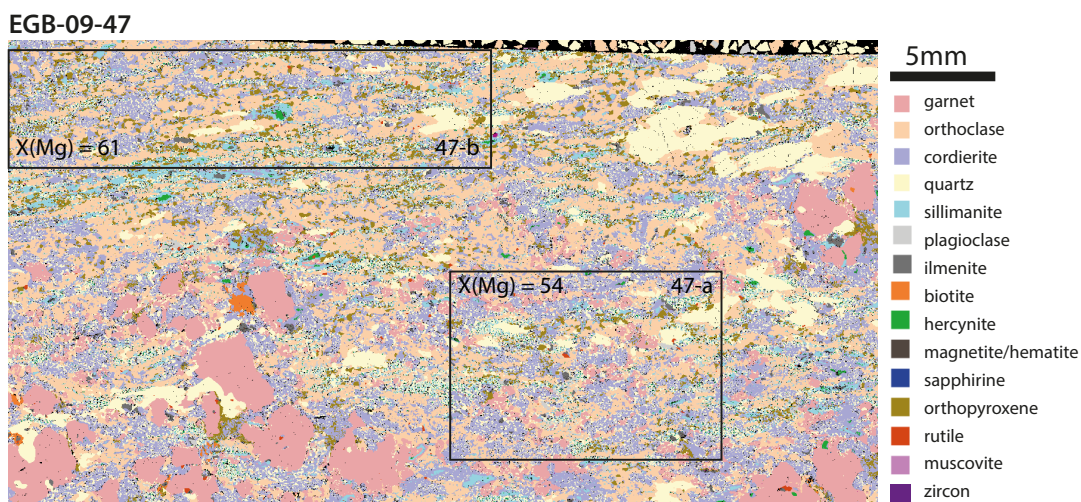 EGB-09-47
X(Mg) = 61
47-b
X(Mg) = 54
47-a
5mm
garnet
orthoclase
cordierite
quartz
sillimanite
plagioclase
ilmenite
biotite
hercynite
magnetite/hematite
sapphirine
orthopyroxene
rutile
muscovite
zircon